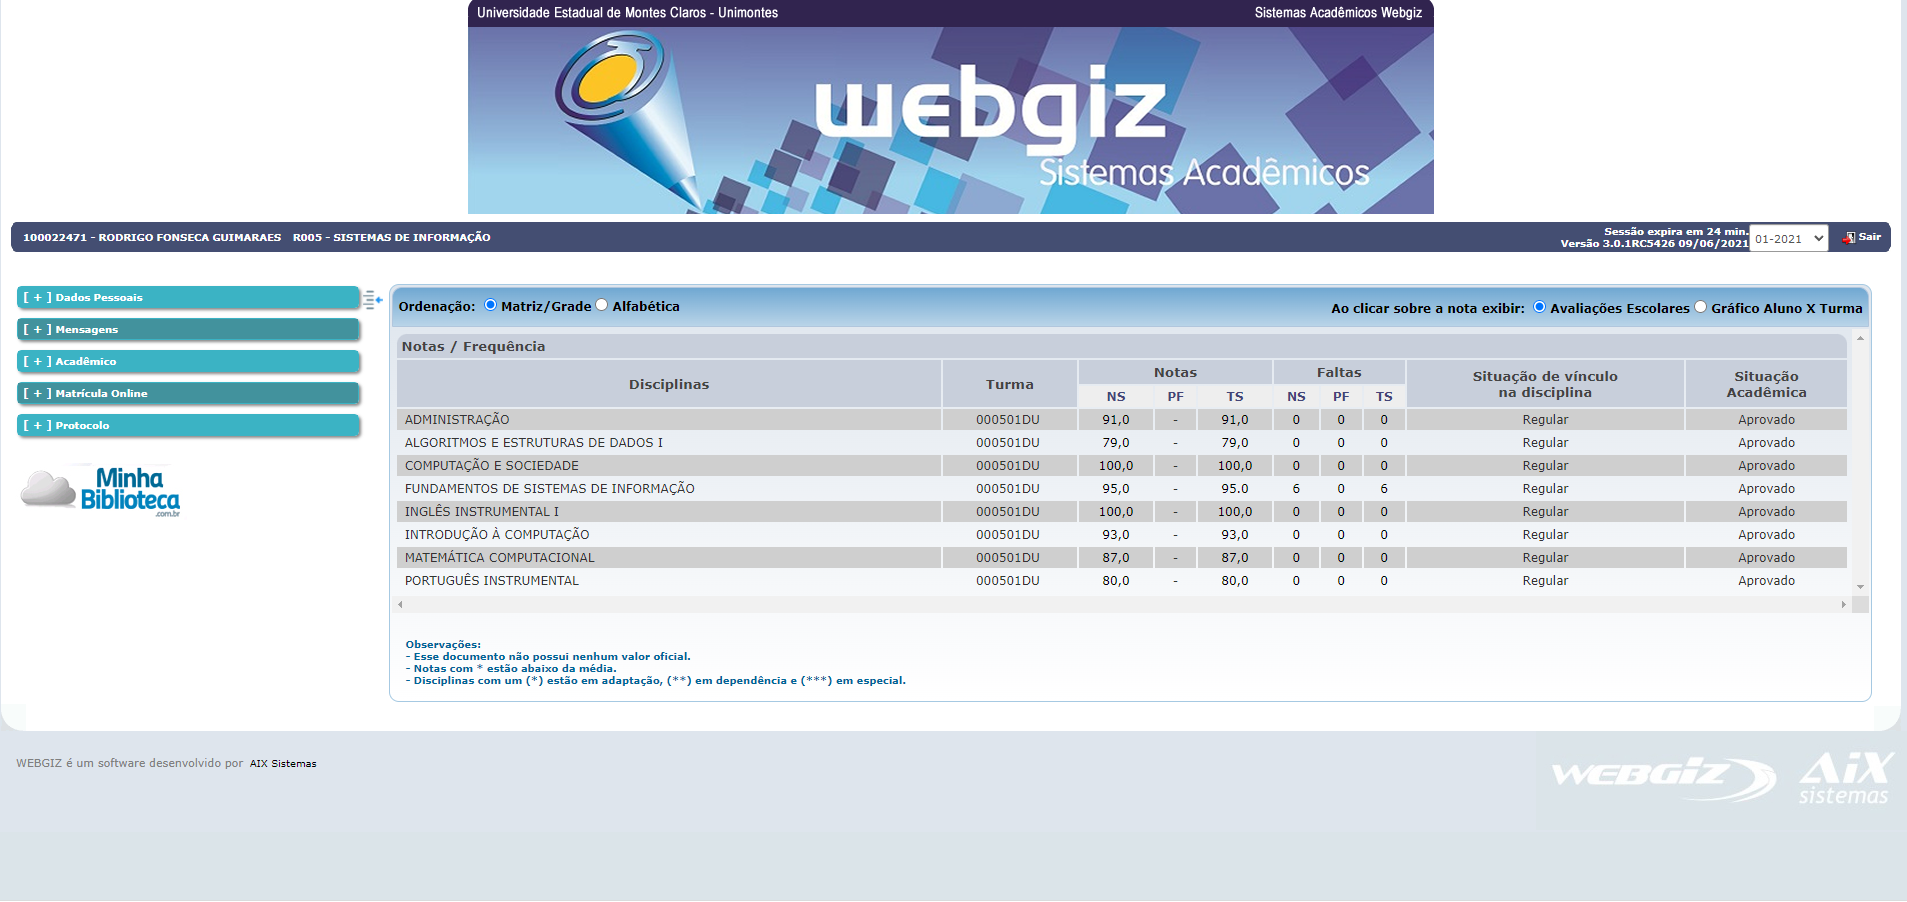 Universidade Estadual de Montes Claros - Unimontes Sistemas Acadêmicos Webgiz
webgiz
Sistemas Acadêmicos
100022471 - RODRIGO FONSECA GUIMARAES R005 - SISTEMAS DE INFORMAÇÃO
Sessão expira em 24 min.
Versão 3.0.1RC5426 09/06/2021
01-2021
Sair
[ + ] Dados Pessoais
[ + ] Mensagens
[ + ] Acadêmico
[ + ] Matrícula Online
[ + ] Protocolo
Minha
Biblioteca
.com.br
Ordenação: Matriz/Grade Alfabética Ao clicar sobre a nota exibir: Avaliações Escolares Gráfico Aluno X Turma
Notas / Frequência
Disciplinas Turma Notas Faltas Situação de vínculo na disciplina Situação Acadêmica
NS PF TS NS PF TS
ADMINISTRAÇÃO 000501DU 91,0 - 91,0 0 0 0 Regular Aprovado
ALGORITMOS E ESTRUTURAS DE DADOS I 000501DU 79,0 - 79,0 0 0 0 Regular Aprovado
COMPUTAÇÃO E SOCIEDADE 000501DU 100,0 - 100,0 0 0 0 Regular Aprovado
FUNDAMENTOS DE SISTEMAS DE INFORMAÇÃO 000501DU 95,0 - 95.0 6 0 6 Regular Aprovado
INGLÊS INSTRUMENTAL I 000501DU 100,0 - 100,0 0 0 0 Regular Aprovado
INTRODUÇÃO À COMPUTAÇÃO 000501DU 93,0 - 93,0 0 0 0 Regular Aprovado
MATEMÁTICA COMPUTACIONAL 000501DU 87,0 - 87,0 0 0 0 Regular Aprovado
PORTUGUÊS INSTRUMENTAL 000501DU 80,0 - 80,0 0 0 0 Regular Aprovado
Observações:
- Esse documento não possui nenhum valor oficial.
- Notas com * estão abaixo da média.
- Disciplinas com um (*) estão em adaptação, (**) em dependência e (***) em especial.
WEBGIZ é um software desenvolvido por AIX Sistemas
WEBGIZ
AiX
sistemas